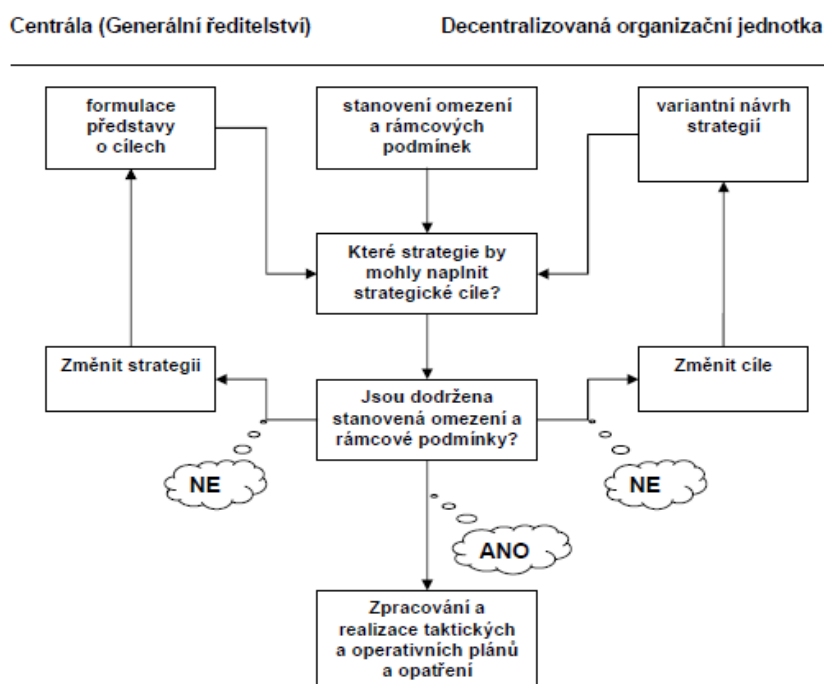 Centrála (Generální ředitelství)
Decentralizovaná organizační jednotka
formulace
představy
o cílech
stanovení omezení
a rámcových
podmínek
variantní návrh
strategií
Které strategie by
mohly naplnit
strategické cíle?
Změnit strategii
Změnit cíle
Jsou dodržena
stanovená omezení a
rámcové podmínky?
NE
NE
ANO
Zpracování a
realizace taktických
a operativních plánů
a opatření